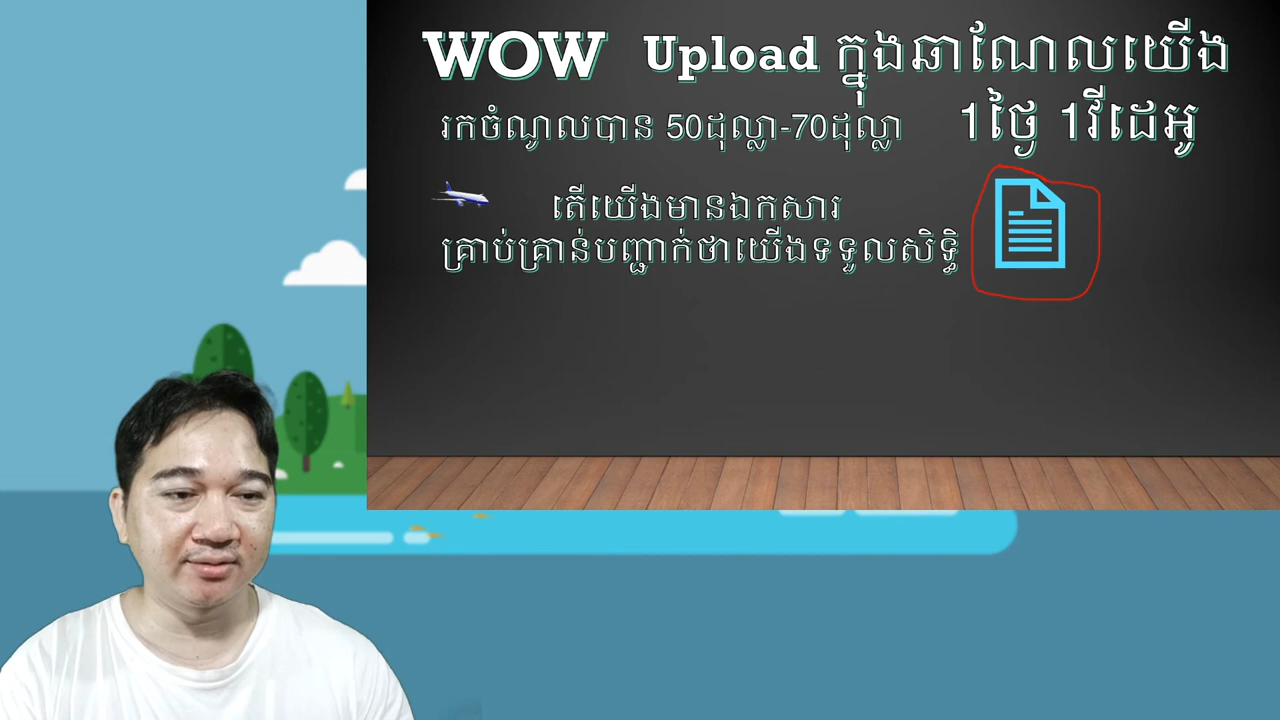 WOW Upload ក្នុងឆាណែលយើង
រកចំណូលបាន 50ដុល្លា-70ដុល្លា 1ថ្ងៃ 1វីដេអូ
តើយើងមានឯកសារ
គ្រាប់គ្រាន់បញ្ជាក់ថាយើងទទួលសិទ្ធិ